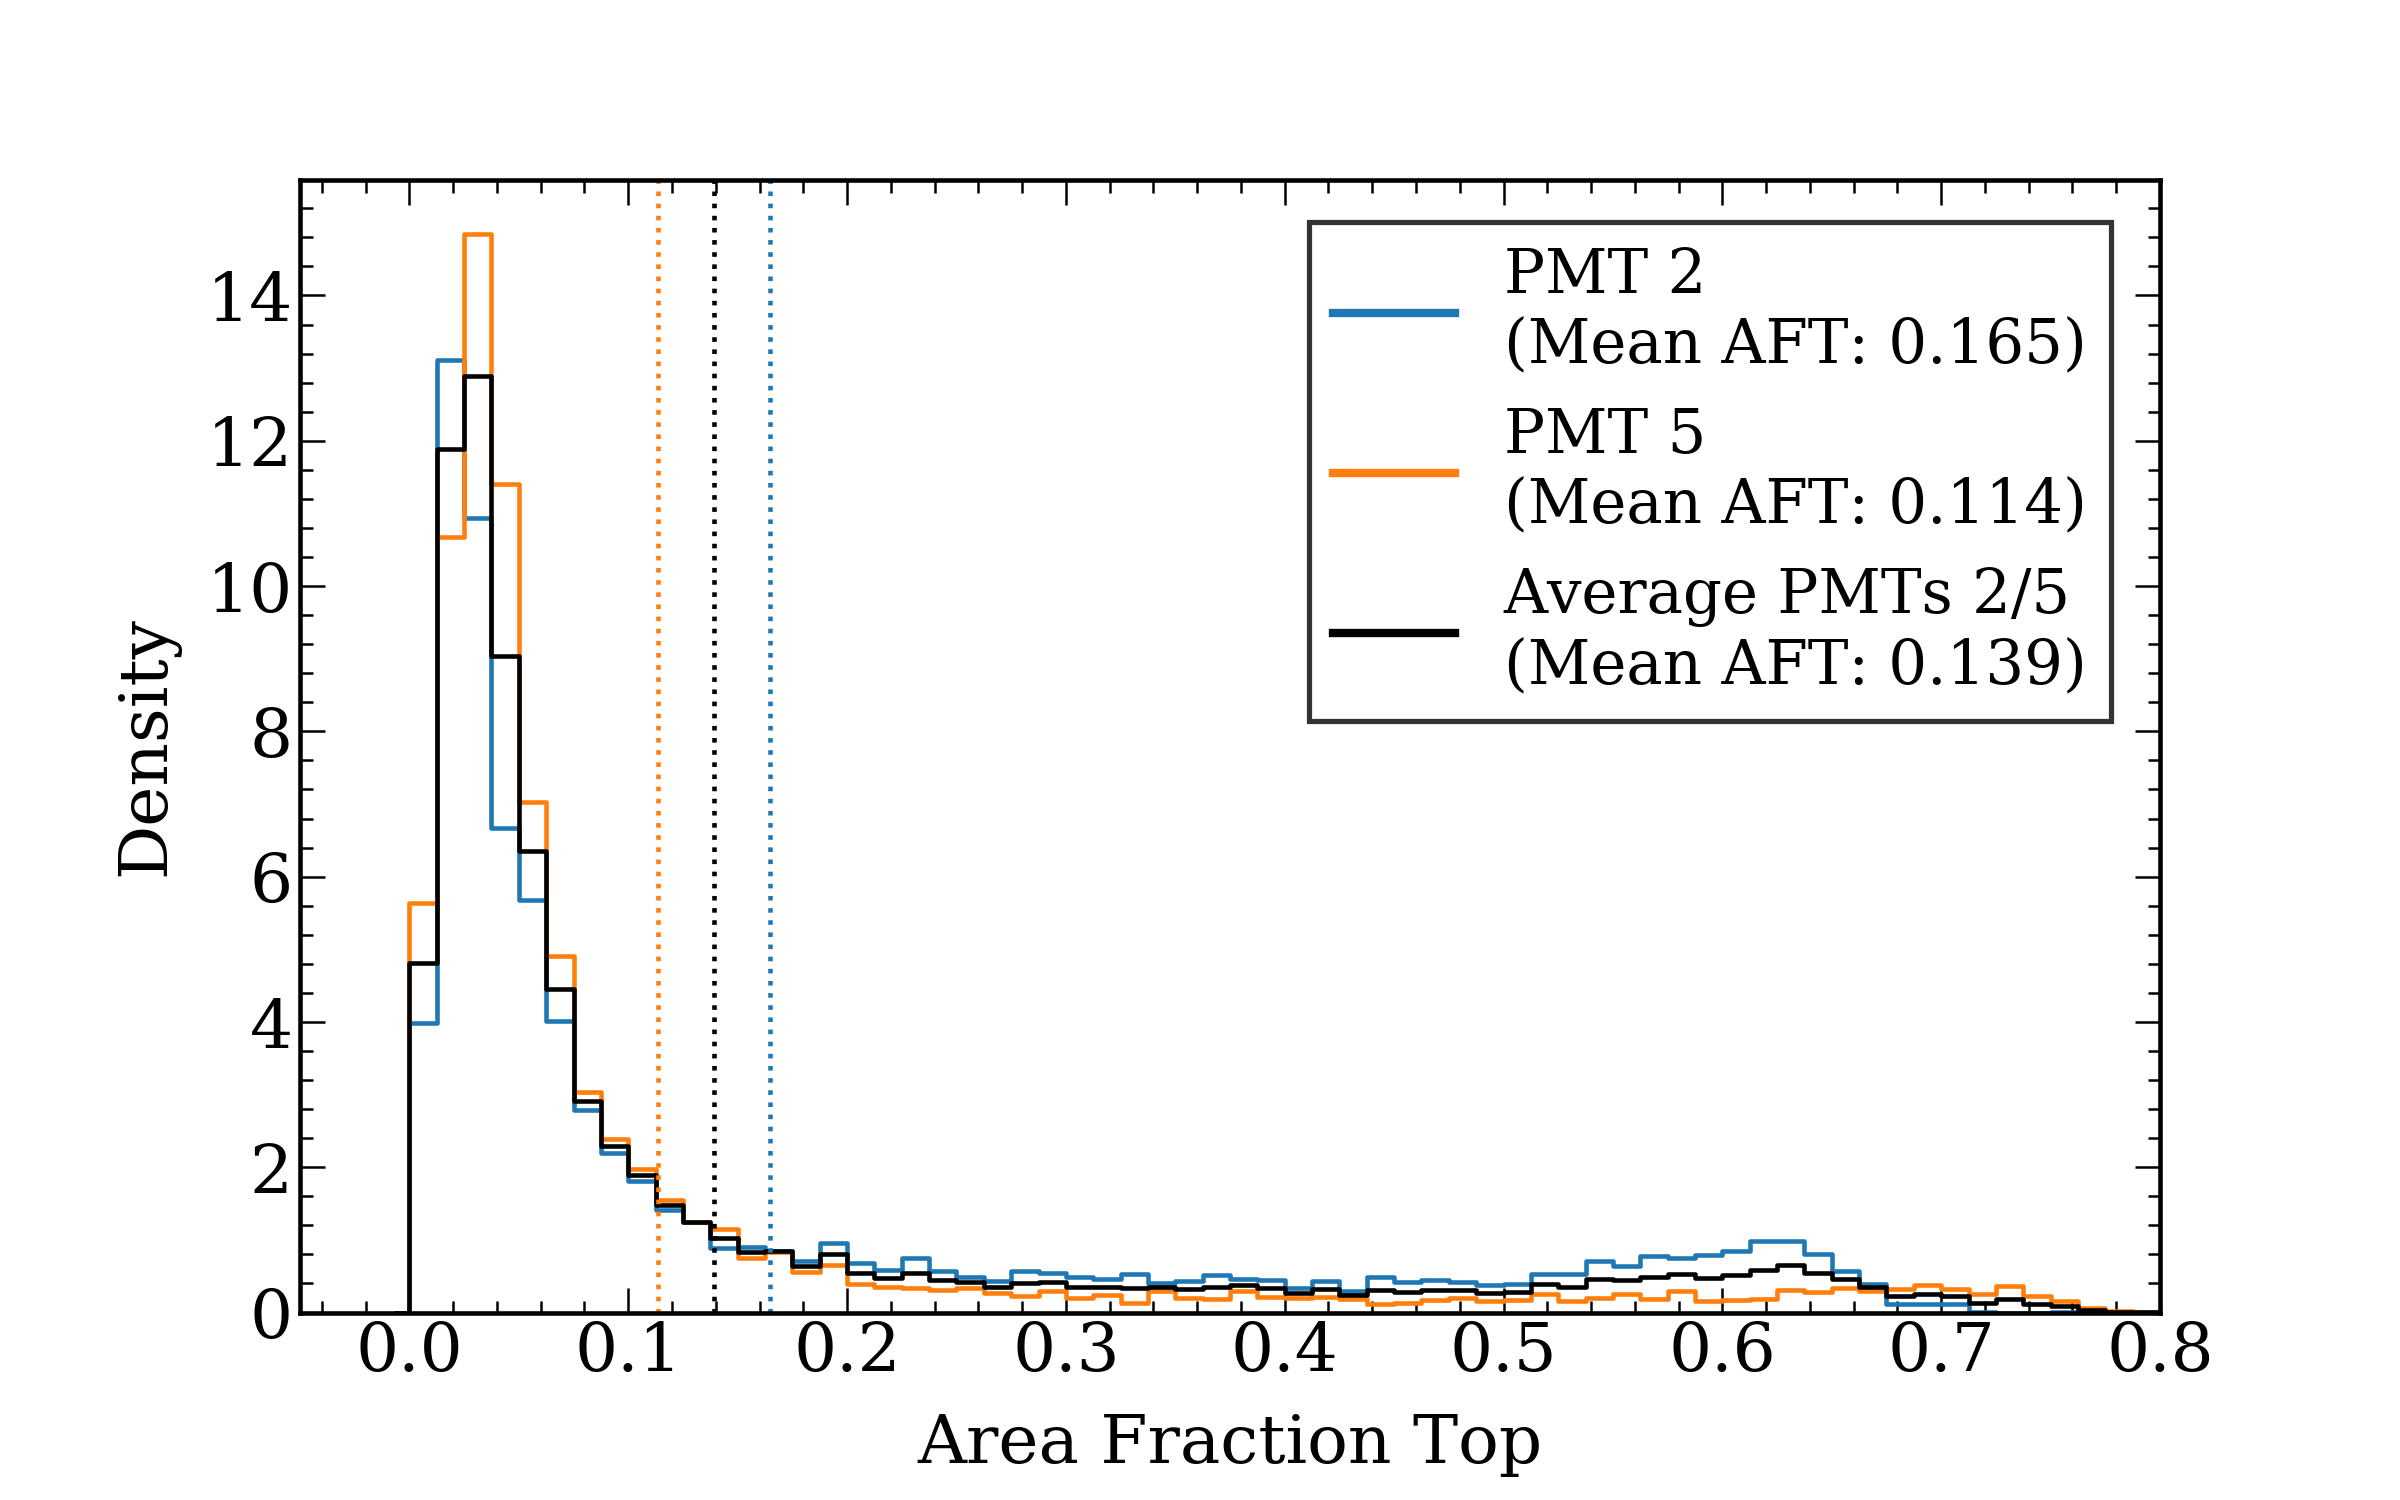 PMT 2
(Mean AFT: 0.165)
PMT 5
(Mean AFT: 0.114)
Average PMTs 2/5
(Mean AFT: 0.139)
Density
14
12
10
8
6
4
2
0
0.0 0.1 0.2 0.3 0.4 0.5 0.6 0.7 0.8
Area Fraction Top